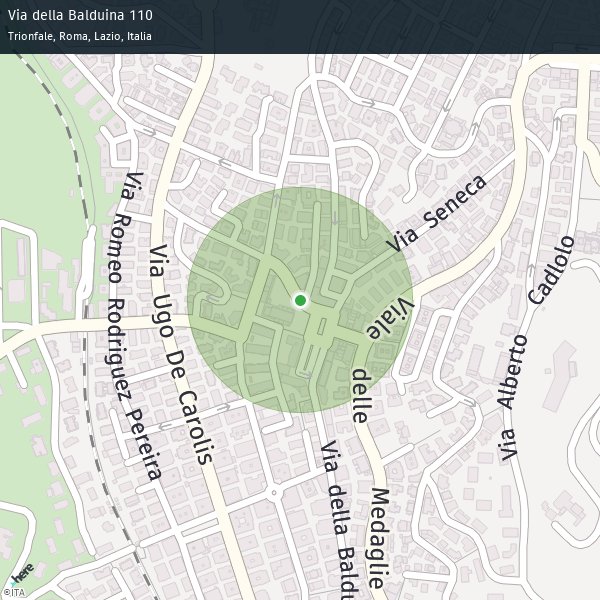 Via della Balduina 110
Trionfale, Roma, Lazio, Italia
Via Seneca
Via Romeo Rodriguez Pereira
Via Ugo De Carolis
Viale delle Medaglie
Via Alberto Cadlolo
Via della Baldu
here
©ITA